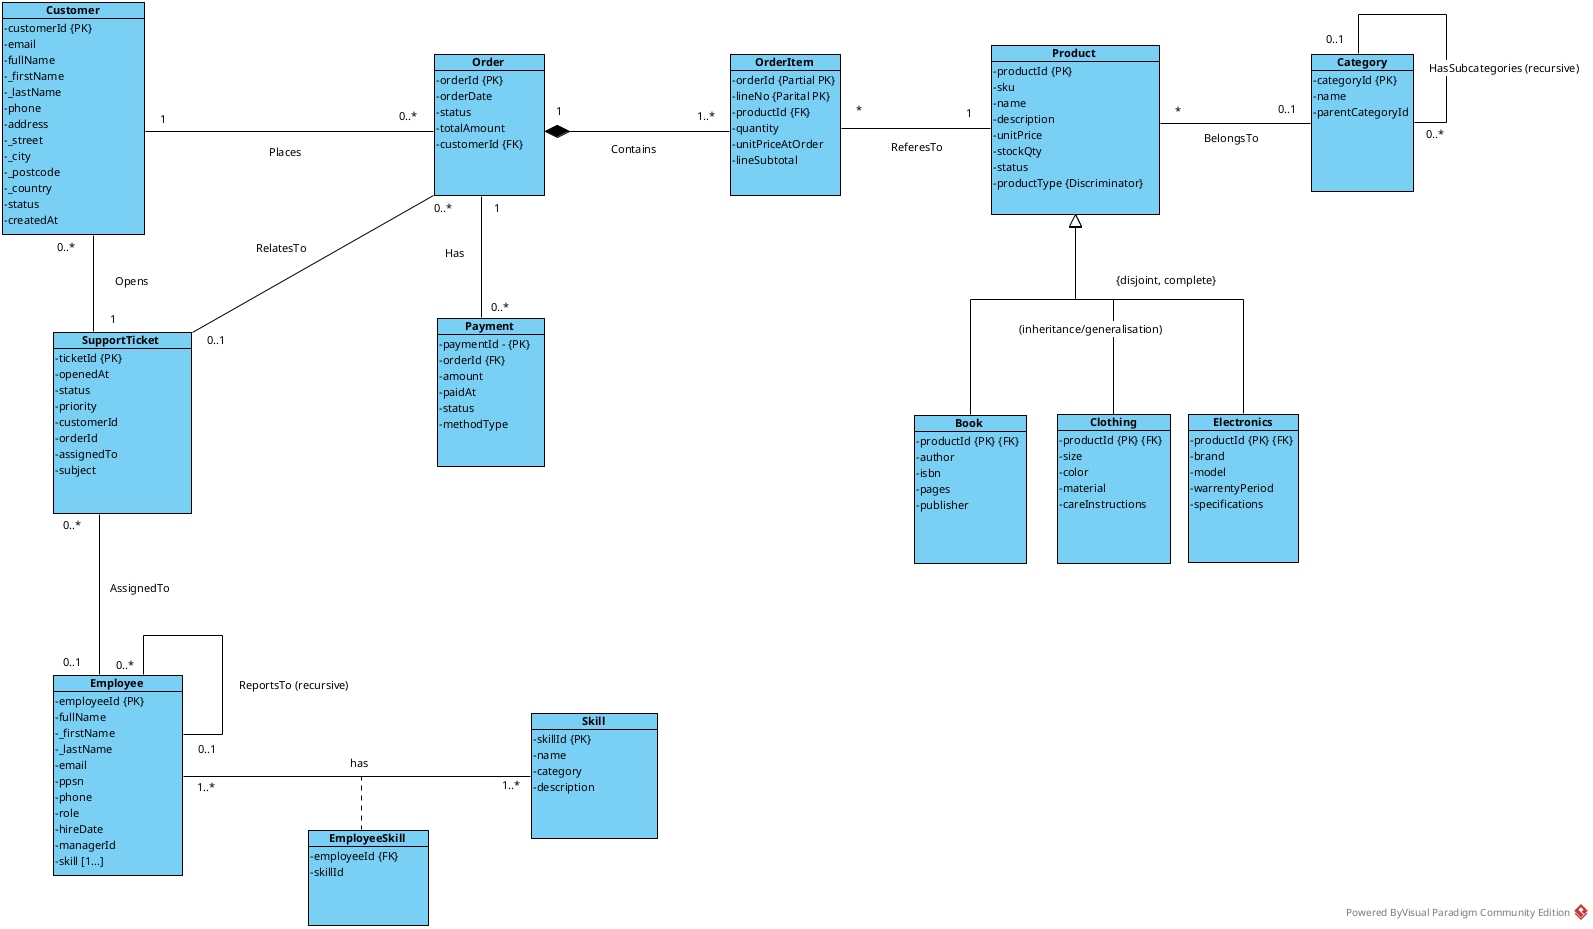 Customer
-customerId {PK}
-email
-fullName
-_firstName
-_lastName
-phone
-address
-_street
-_city
-_postcode
-_country
-status
-createdAt
1
0..*
Places
Order
-orderId {PK}
-orderDate
-status
-totalAmount
-customerId {FK}
1
1..*
Contains
OrderItem
-orderId {Partial PK}
-lineNo {Parital PK}
-productId {FK}
-quantity
-unitPriceAtOrder
-lineSubtotal
*
1
ReferesTo
Product
-productId {PK}
-sku
-name
-description
-unitPrice
-stockQty
-status
-productType {Discriminator}
*
0..1
BelongsTo
0..1
Category
-categoryId {PK}
-name
-parentCategoryId
HasSubcategories (recursive)
0..*
0..*
Opens
1
0..*
RelatesTo
0..1
1
Has
0..*
{disjoint, complete}
(inheritance/generalisation)
SupportTicket
-ticketId {PK}
-openedAt
-status
-priority
-customerId
-orderId
-assignedTo
-subject
Payment
-paymentId - {PK}
-orderId {FK}
-amount
-paidAt
-status
-methodType
Book
-productId {PK} {FK}
-author
-isbn
-pages
-publisher
Clothing
-productId {PK} {FK}
-size
-color
-material
-careInstructions
Electronics
-productId {PK} {FK}
-brand
-model
-warrentyPeriod
-specifications
0..*
AssignedTo
0..1
0..*
ReportsTo (recursive)
0..1
Employee
-employeeId {PK}
-fullName
-_firstName
-_lastName
-email
-ppsn
-phone
-role
-hireDate
-managerId
-skill [1...]
has
1..*
1..*
Skill
-skillId {PK}
-name
-category
-description
EmployeeSkill
-employeeId {FK}
-skillId
Powered ByVisual Paradigm Community Edition